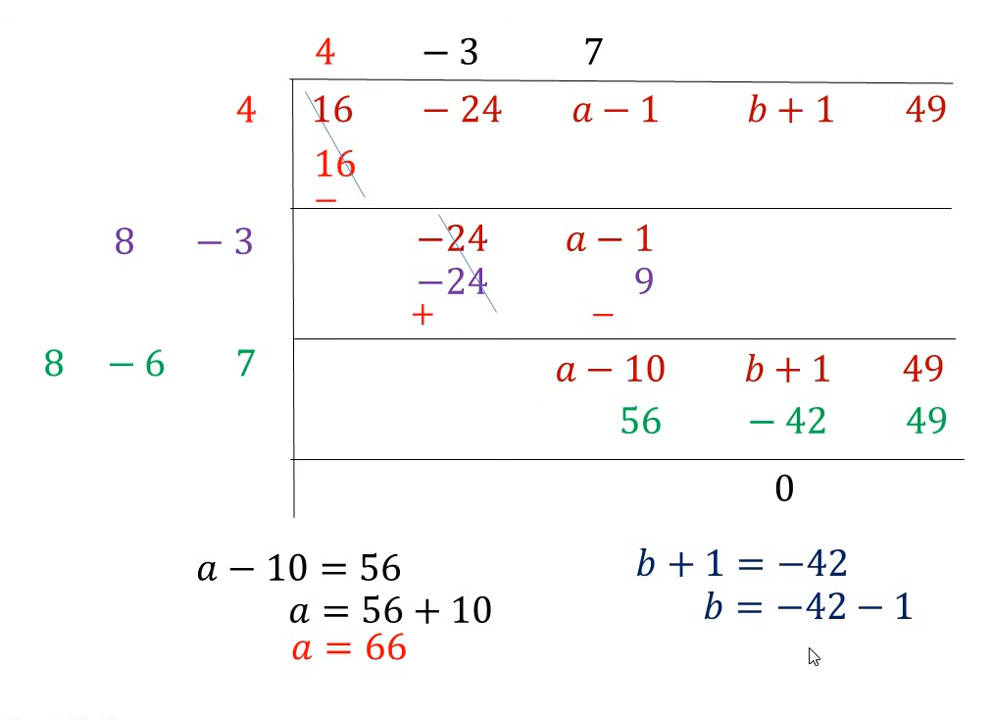 4 − 3 7
4 16 − 24 a − 1 b + 1 49
16
−
8 − 3 −24 a − 1
−24 9
+ −
8 − 6 7 a − 10 b + 1 49
56 − 42 49
0
a − 10 = 56 b + 1 = −42
a = 56 + 10 b = −42 − 1
a = 66